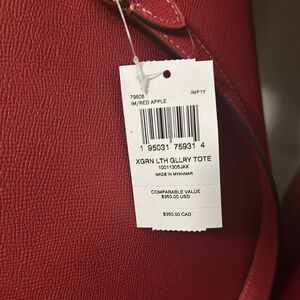 79608 IMP1Y
IM/RED APPLE
1 95031 75931 4
XGRN LTH GLLRY TOTE
10011305JAX
MADE IN MYANMAR
COMPARABLE VALUE
$350.00 USD
$350.00 CAD